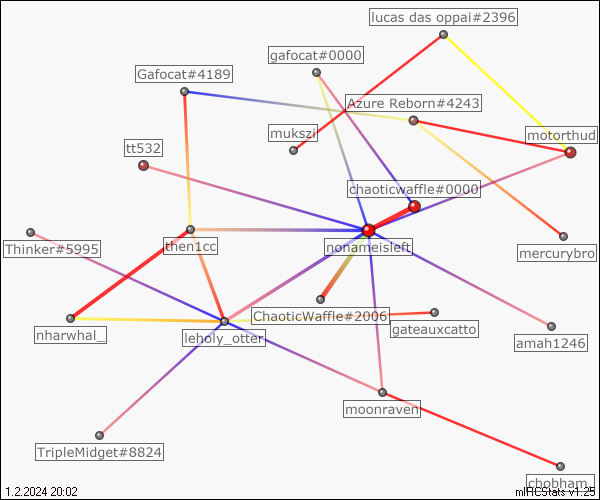 lucas das oppai#2396
gafocat#0000
Gafocat#4189
Azure Reborn#4243
mukszi
motorthud
tt532
chaoticwaffle#0000
then1cc
nonameisleft
Thinker#5995
mercurybro
ChaoticWaffle#2006
gateauxcatto
nharwhal_
leholy_otter
amah1246
moonraven
TripleMidget#8824
chobham_
1.2.2024 20:02
mIRCStats v1.25